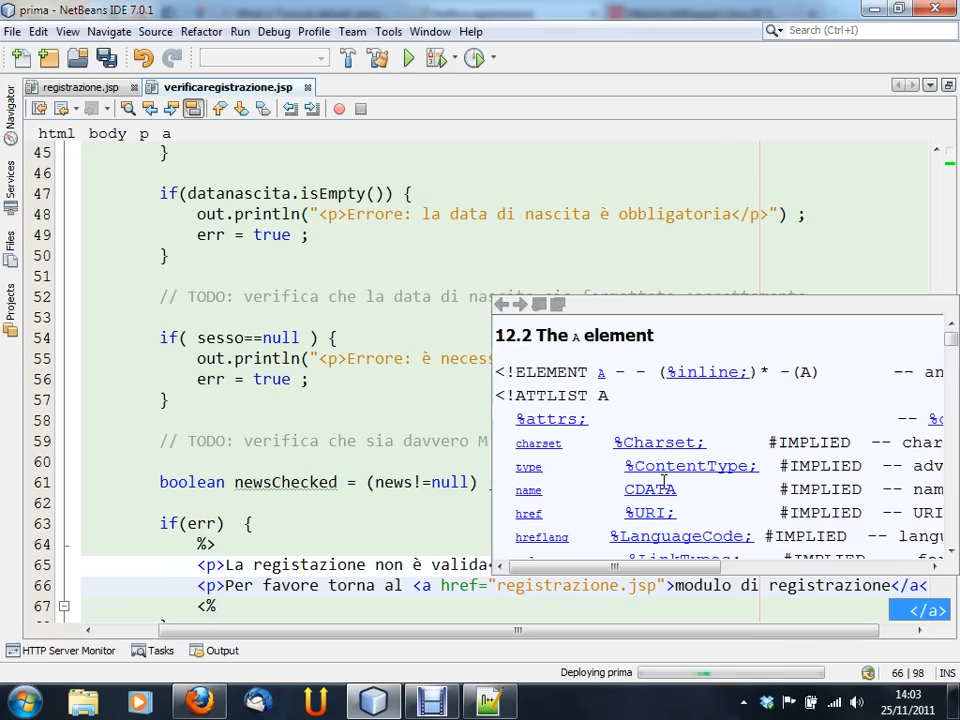 prima - NetBeans IDE 7.0.1
File Edit View Navigate Source Refactor Run Debug Profile Team Tools Window Help
Search (Ctrl+I)
registrazione.jsp
verificaregistrazione.jsp
html body p a
Navigator
Services
Files
Projects
45 }
46
47 if(datanascita.isEmpty()) {
48 out.println("<p>Errore: la data di nascita è obbligatoria</p>") ;
49 err = true ;
50 }
51
52 // TODO: verifica che la data di
53
54 if( sesso==null ) {
55 out.println("<p>Errore: è neces
56 err = true ;
57 }
58
59 // TODO: verifica che sia davvero M
60
61 boolean newsChecked = (news!=null)
62
63 if(err) {
64 %>
65 <p>La registazione non è valida<
66 <p>Per favore torna al <a href="registrazione.jsp">modulo di registrazione</a<
67 <%
12.2 The A element
<!ELEMENT A - - (%inline;)* -(A) -- an
<!ATTLIST A
%attrs; -- %c
charset %Charset; #IMPLIED -- char
type %ContentType; #IMPLIED -- adv
name CDATA #IMPLIED -- nam
href %URI; #IMPLIED -- URI
hreflang %LanguageCode; #IMPLIED -- langu
%LinkTypes;
</a>
HTTP Server Monitor Tasks Output
Deploying prima
66 | 98 INS
14:03
25/11/2011